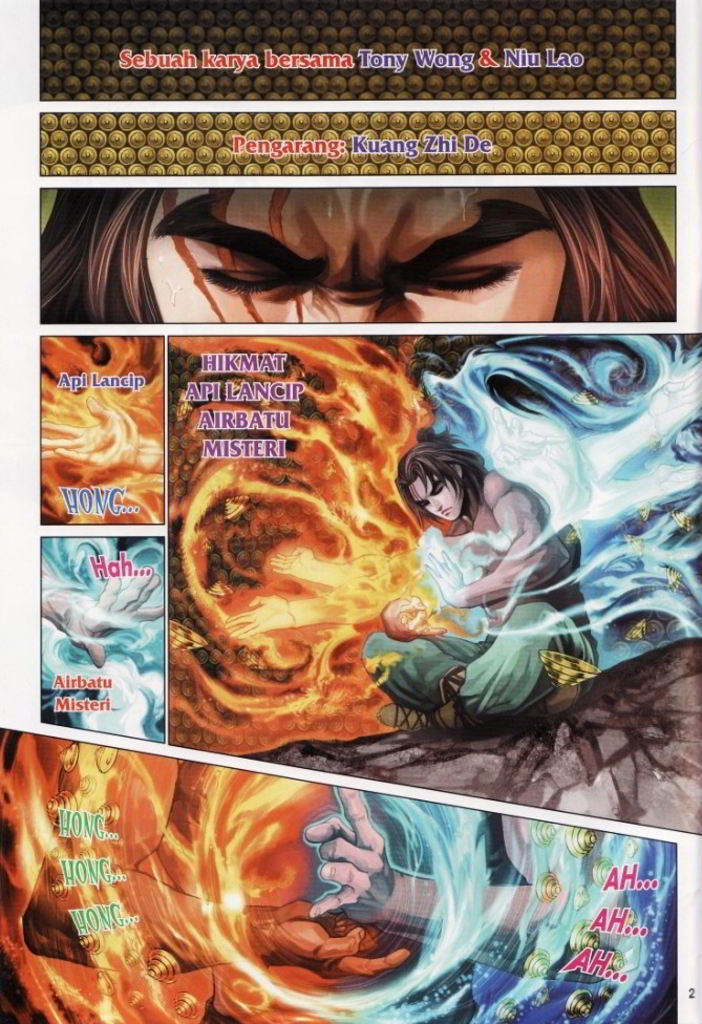 Sebuah karya bersama Tony Wong & Niu Lao
Pengarang: Kuang Zhi De
Api Lancip
HONG...
HIKMAT
API LANCIP
AIRBATU
MISTERI
Hah...
Airbatu
Misteri
HONG...
HONG...
HONG...
AH...
AH...
AH...
2